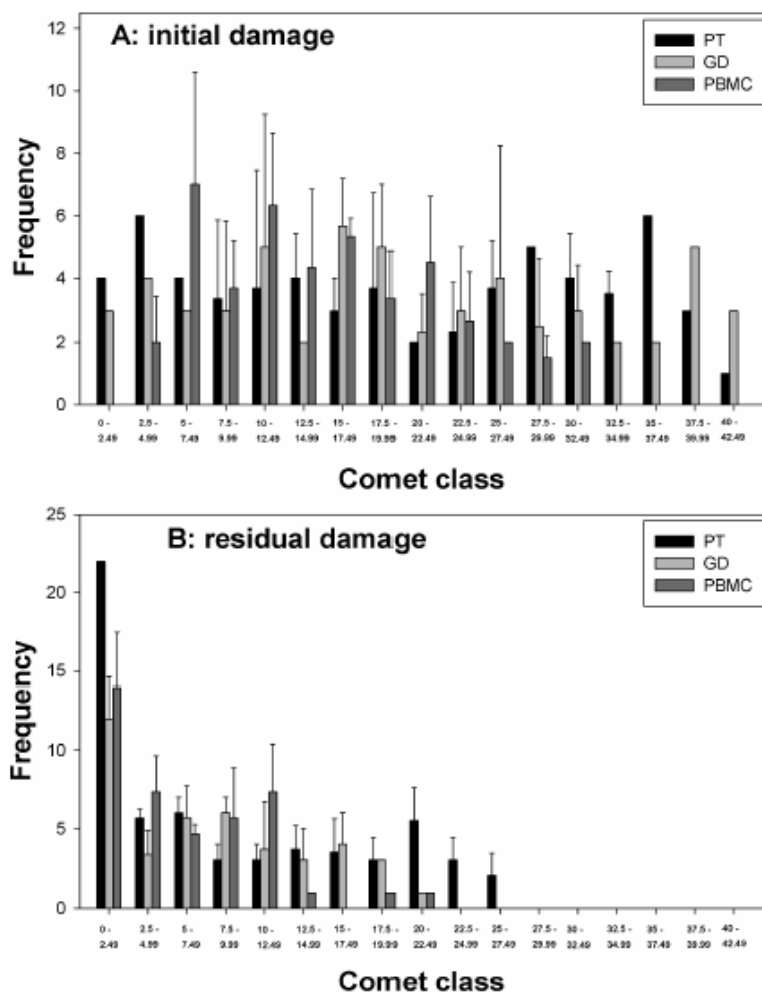 A: initial damage
PT
GD
PBMC
Frequency
12
10
8
6
4
2
0
0 - 2.5 - 5 - 7.5 - 10 - 12.5 - 15 - 17.5 - 20 - 22.5 - 25 - 27.5 - 30 - 32.5 - 35 - 37.5 - 40 -
2.49 4.99 7.49 9.99 12.49 14.99 17.49 19.999 22.49 24.99 27.49 29.99 32.49 34.99 37.49 39.99 42.49
Comet class
B: residual damage
PT
GD
PBMC
Frequency
25
20
15
10
5
0
0 - 2.5 - 5 - 7.5 - 10 - 12.5 - 15 - 17.5 - 20 - 22.5 - 25 - 27.5 - 30 - 32.5 - 35 - 37.5 - 40 -
2.49 4.99 7.49 9.99 12.49 14.99 17.49 19.999 22.49 24.99 27.49 29.99 32.49 34.99 37.49 39.99 42.49
Comet class